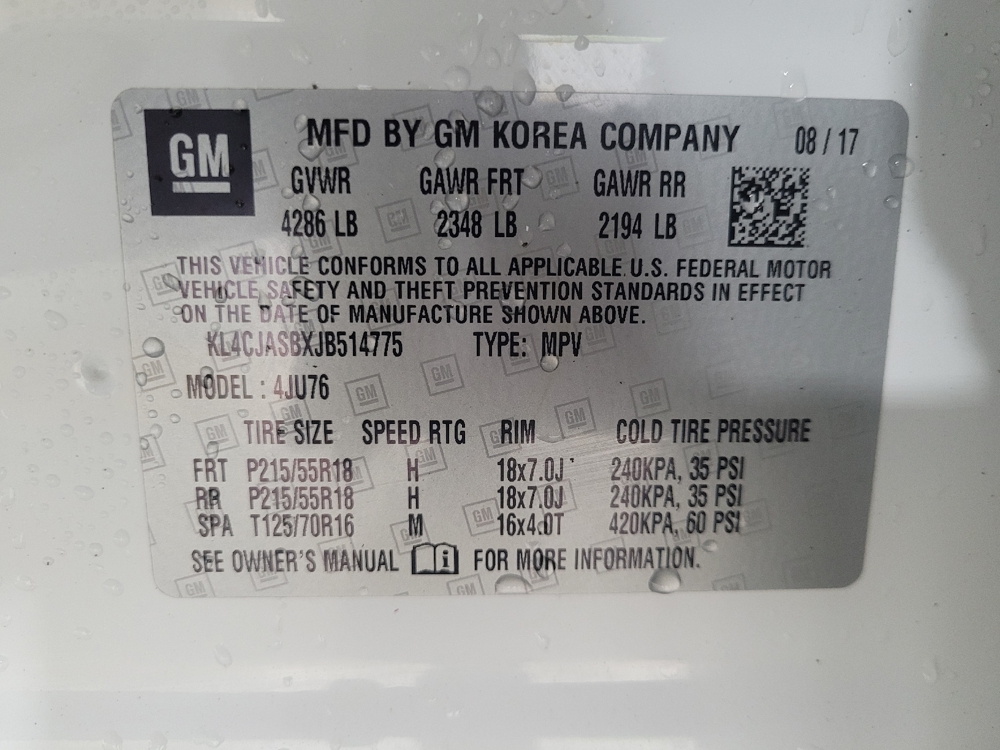 GM
MFD BY GM KOREA COMPANY 08 / 17
GVWR GAWR FRT GAWR RR
4286 LB 2348 LB 2194 LB
THIS VEHICLE CONFORMS TO ALL APPLICABLE U.S. FEDERAL MOTOR
VEHICLE SAFETY AND THEFT PREVENTION STANDARDS IN EFFECT
ON THE DATE OF MANUFACTURE SHOWN ABOVE.
KL4CJASBXJB514775 TYPE: MPV
MODEL : 4JU76
TIRE SIZE SPEED RTG RIM COLD TIRE PRESSURE
FRT P215/55R18 H 18x7.0J 240KPA, 35 PSI
RR P215/55R18 H 18x7.0J 240KPA, 35 PSI
SPA T125/70R16 M 16x4.0T 420KPA, 60 PSI
SEE OWNER'S MANUAL i FOR MORE INFORMATION.